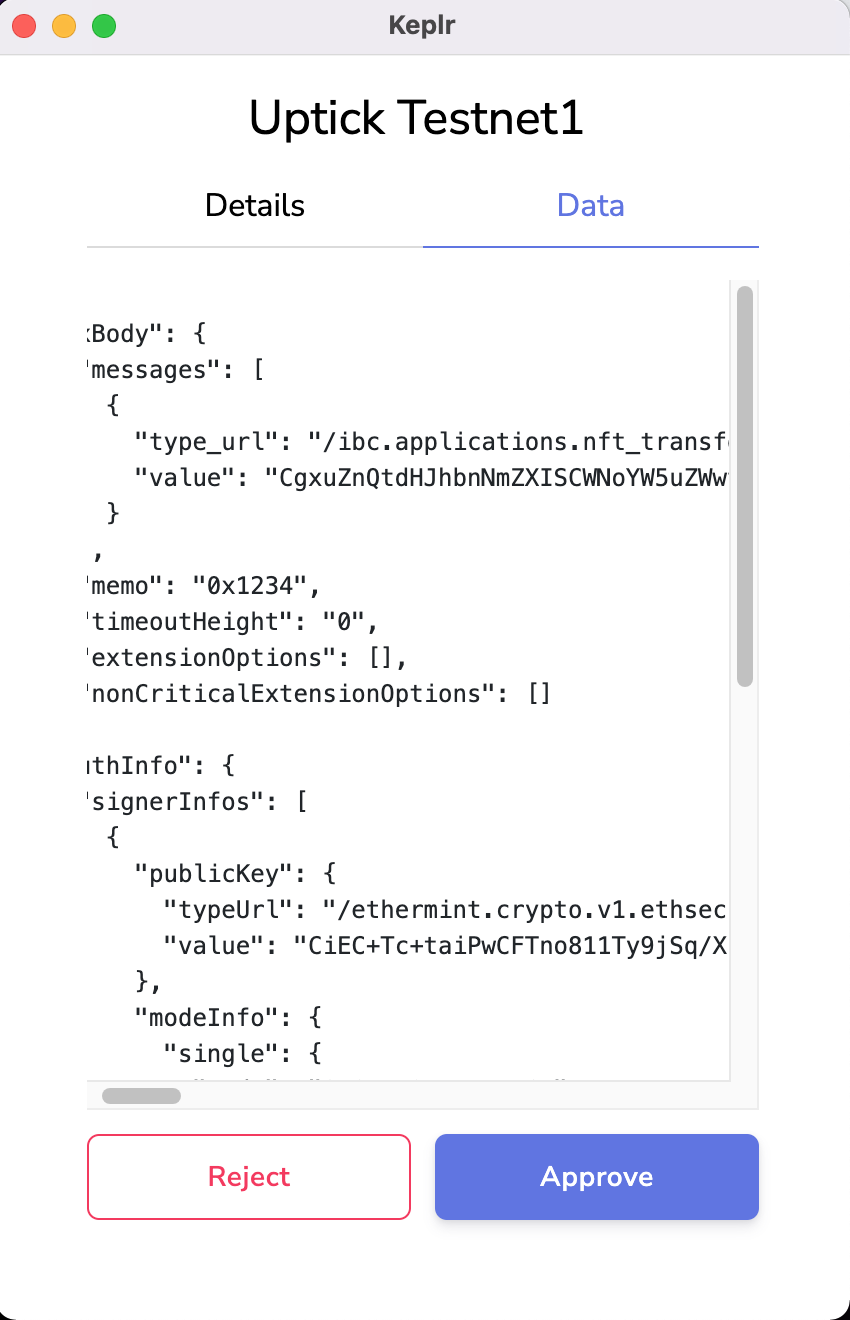 Keplr
Uptick Testnet1
Details Data
xBody": {
"messages": [
{
"type_url": "/ibc.applications.nft_transf
"value": "CgxuZnQtdHJhbnNmZXISCWNoYW5uZWw
}
,
"memo": "0x1234",
"timeoutHeight": "0",
"extensionOptions": [],
"nonCriticalExtensionOptions": []
uthInfo": {
"signerInfos": [
{
"publicKey": {
"typeUrl": "/ethermint.crypto.v1.ethsec
"value": "CiEC+Tc+taiPwCFTno811Ty9jSq/X
},
"modeInfo": {
"single": {
Reject Approve